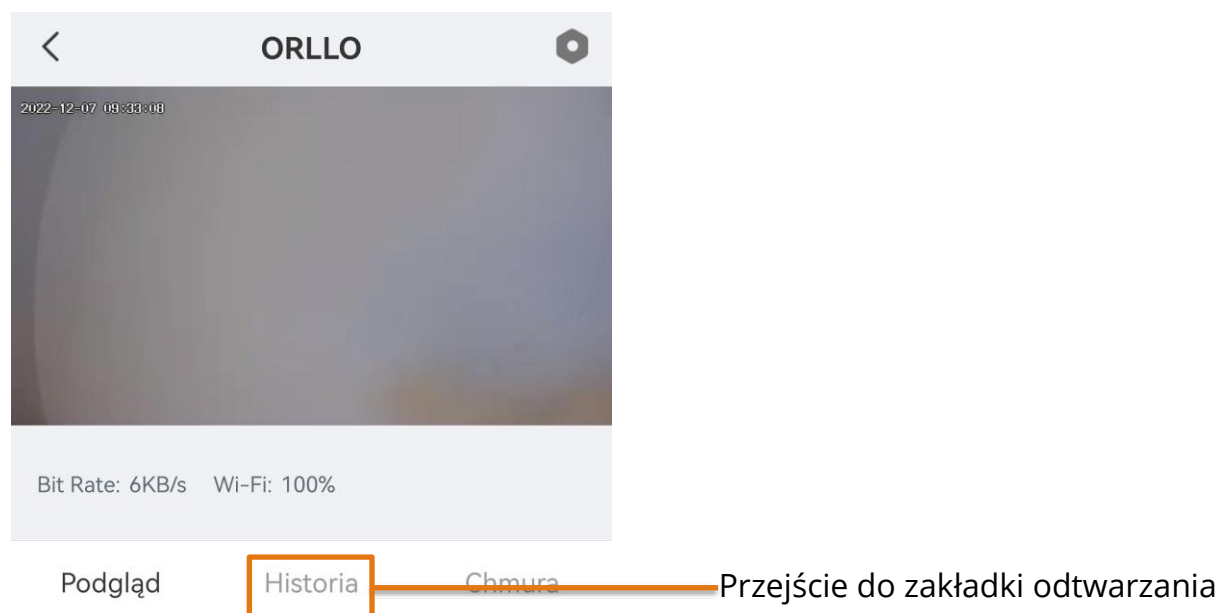 ORLLO
2022-12-07 09:33:08
Bit Rate: 6KB/s Wi-Fi: 100%
Podgląd Historia Chmura Przejście do zakładki odtwarzania